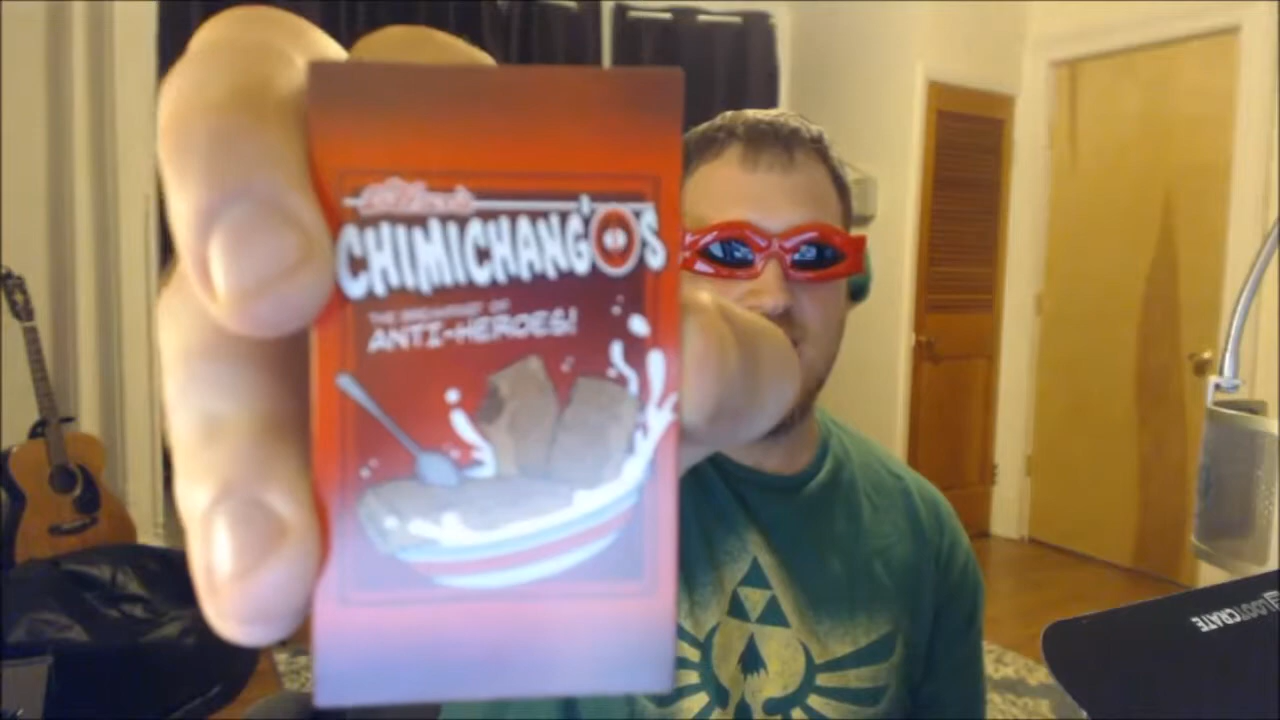 CHIMICHANG'OS
THE BREAKFAST OF
ANTI-HEROES!
LOOT CRATE